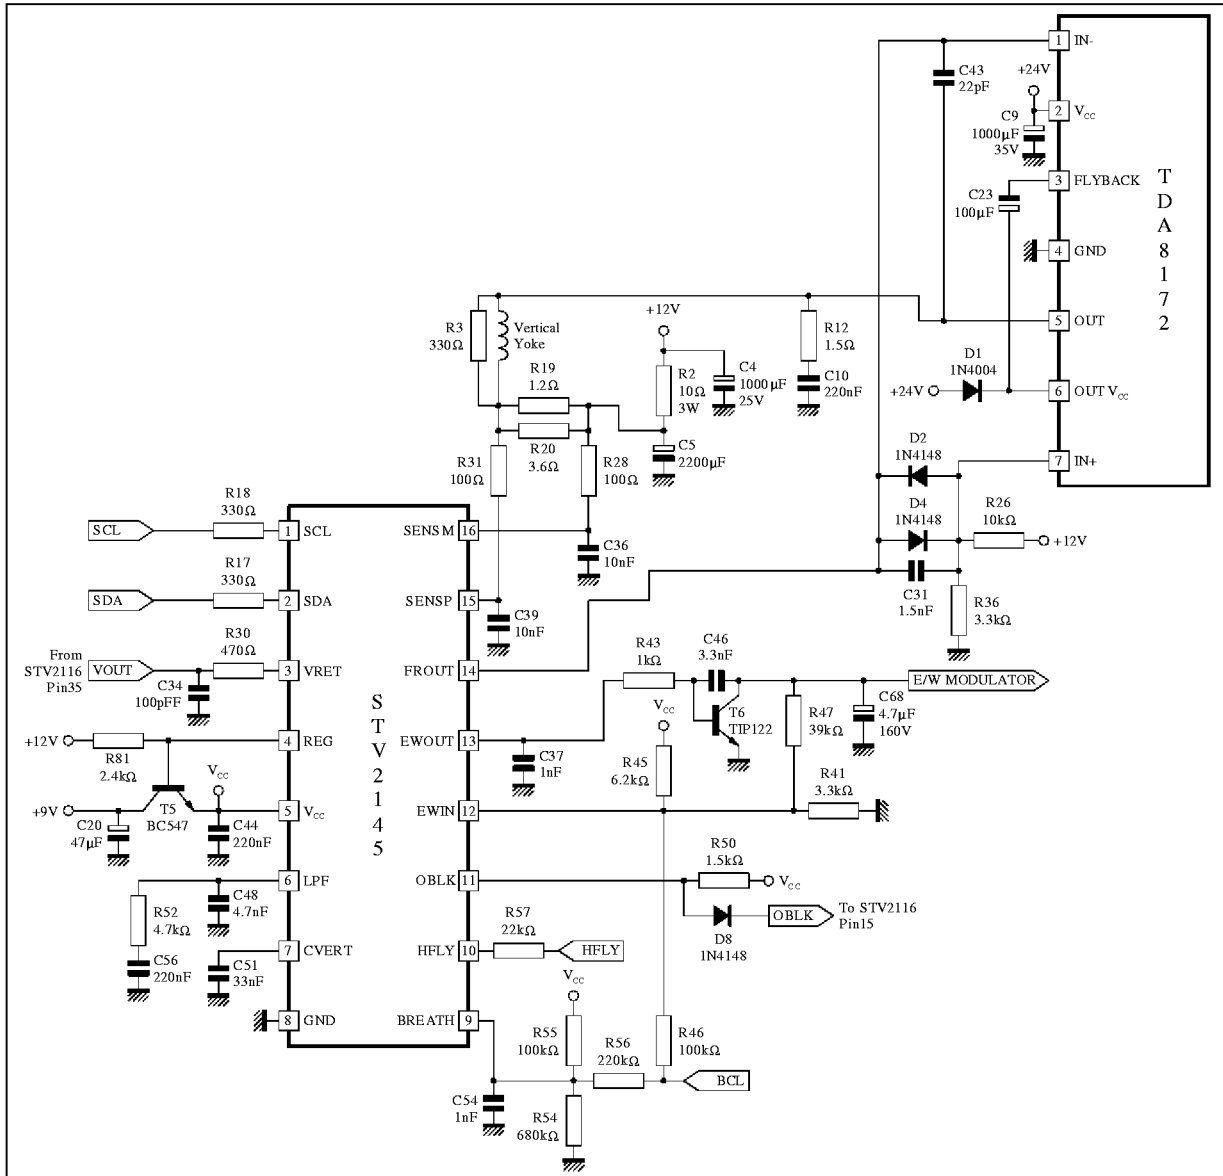 1 IN-
C43
22pF
+24V
2 VCC
C9
1000µF
35V
3 FLYBACK
C23
100µF
4 GND
TDA8172
+12V
R3
330Ω
Vertical
Yoke
R12
1.5Ω
5 OUT
R19
1.2Ω
R2
10Ω
3W
C4
1000µF
25V
C10
220nF
D1
1N4004
+24V
6 OUT VCC
R20
3.6Ω
C5
2200µF
D2
1N4148
7 IN+
R31
100Ω
R28
100Ω
R18
330Ω
SCL
1 SCL
SENSM 16
D4
1N4148
R26
10kΩ
+12V
C36
10nF
R17
330Ω
SDA
2 SDA
SENSP 15
C31
1.5nF
R36
3.3kΩ
C39
10nF
R30
470Ω
From
STV2116
Pin35
VOUT
3 VRET
FROUT 14
C34
100pFF
STV2145
R43
1kΩ
C46
3.3nF
E/W MODULATOR
VCC
T6
TIP122
R47
39kΩ
C68
4.7µF
160V
+12V
R81
2.4kΩ
4 REG
EWOUT 13
C37
1nF
R45
6.2kΩ
VCC
+9V
T5
BC547
5 VCC
EWIN 12
R41
3.3kΩ
C20
47µF
C44
220nF
R50
1.5kΩ
6 LPF
OBLK 11
VCC
R52
4.7kΩ
C48
4.7nF
D8
1N4148
OBLK
To STV2116
Pin15
R57
22kΩ
7 CVERT
HFLY 10
HFLY
C56
220nF
C51
33nF
VCC
8 GND
BREATH 9
R55
100kΩ
R56
220kΩ
R46
100kΩ
BCL
C54
1nF
R54
680kΩ